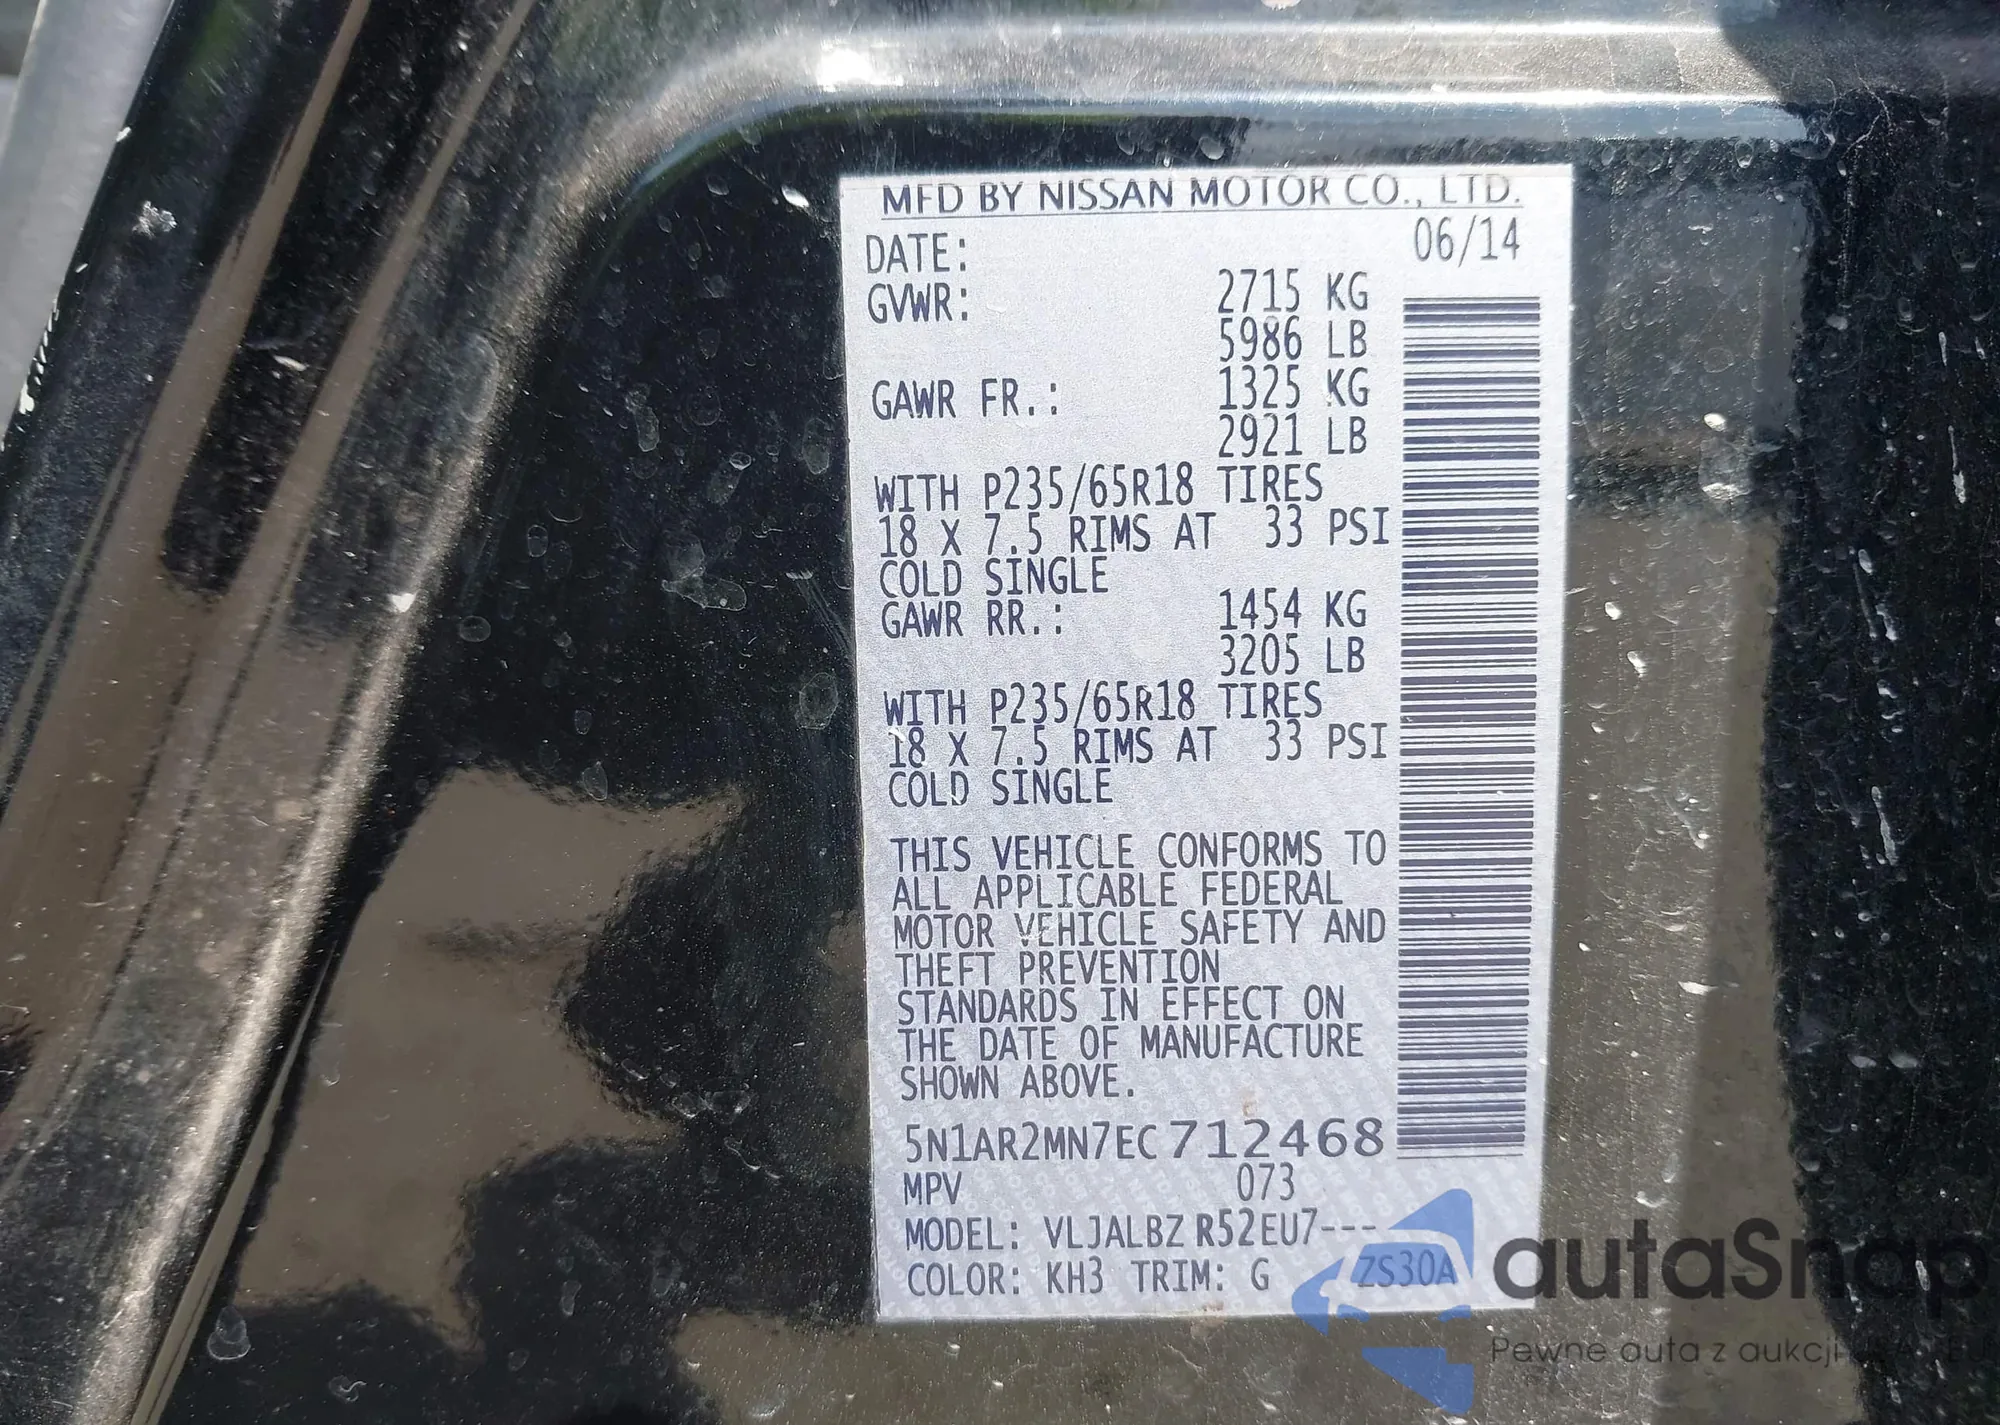 MFD BY NISSAN MOTOR CO., LTD.
DATE: 06/14
GVWR: 2715 KG
5986 LB
GAWR FR.: 1325 KG
2921 LB
WITH P235/65R18 TIRES
18 X 7.5 RIMS AT 33 PSI
COLD SINGLE
GAWR RR.: 1454 KG
3205 LB
WITH P235/65R18 TIRES
18 X 7.5 RIMS AT 33 PSI
COLD SINGLE
THIS VEHICLE CONFORMS TO
ALL APPLICABLE FEDERAL
MOTOR VEHICLE SAFETY AND
THEFT PREVENTION
STANDARDS IN EFFECT ON
THE DATE OF MANUFACTURE
SHOWN ABOVE.
5N1AR2MN7EC712468
MPV 073
MODEL: VLJALBZ R52EU7---
COLOR: KH3 TRIM: G ZS30A
autaSnap
Pewne auta z aukcji